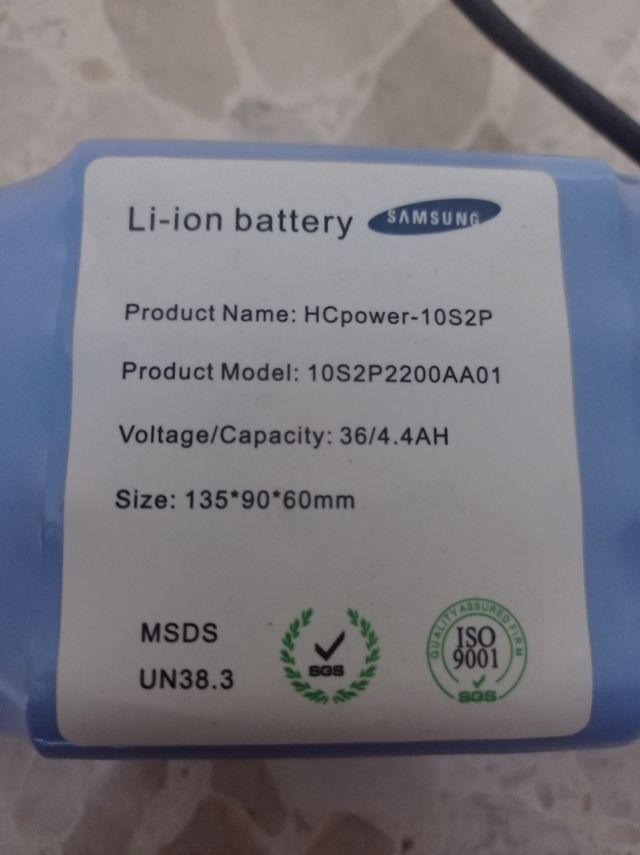 Li-ion battery SAMSUNG
Product Name: HCpower-10S2P
Product Model: 10S2P2200AA01
Voltage/Capacity: 36/4.4AH
Size: 135*90*60mm
MSDS
UN38.3
SGS
QUALITY ASSURED FIRM
ISO
9001
SGS